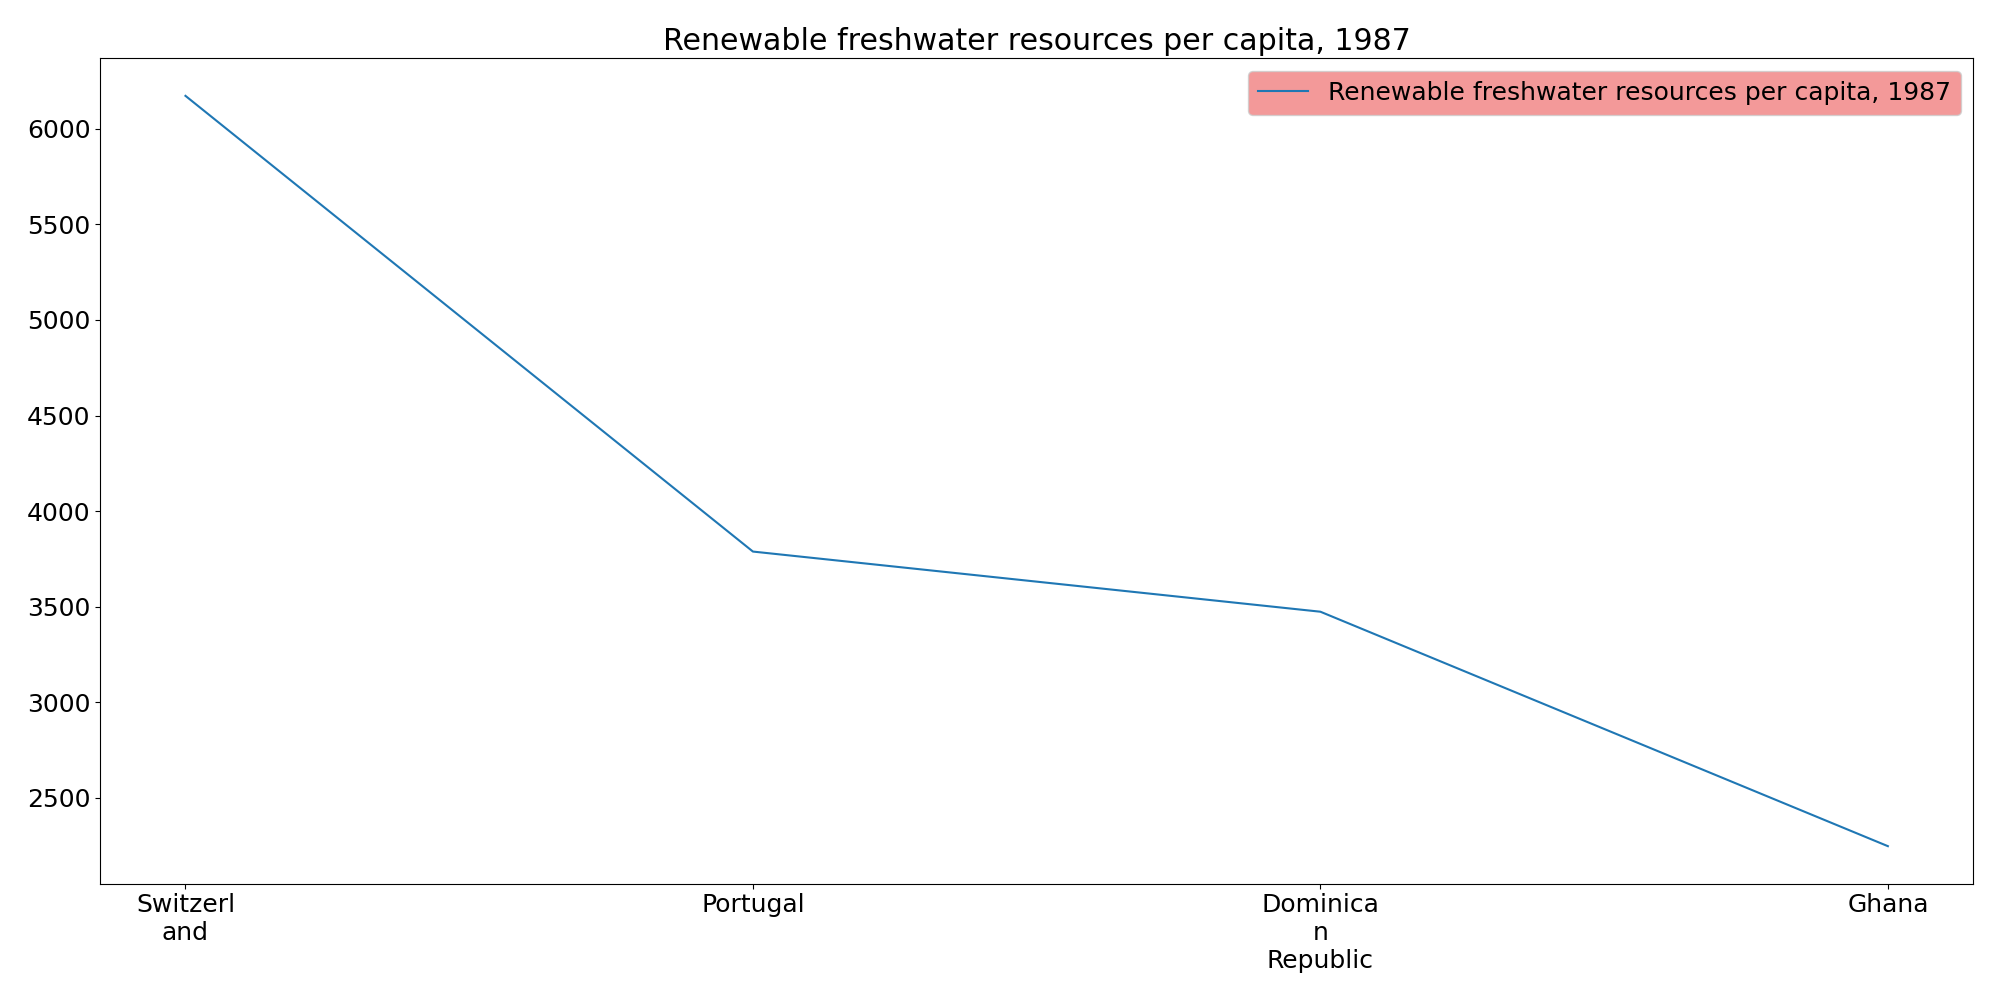 Renewable freshwater resources per capita, 1987
Renewable freshwater resources per capita, 1987
6000
5500
5000
4500
4000
3500
3000
2500
Switzerl
and
Portugal
Dominica
n
Republic
Ghana